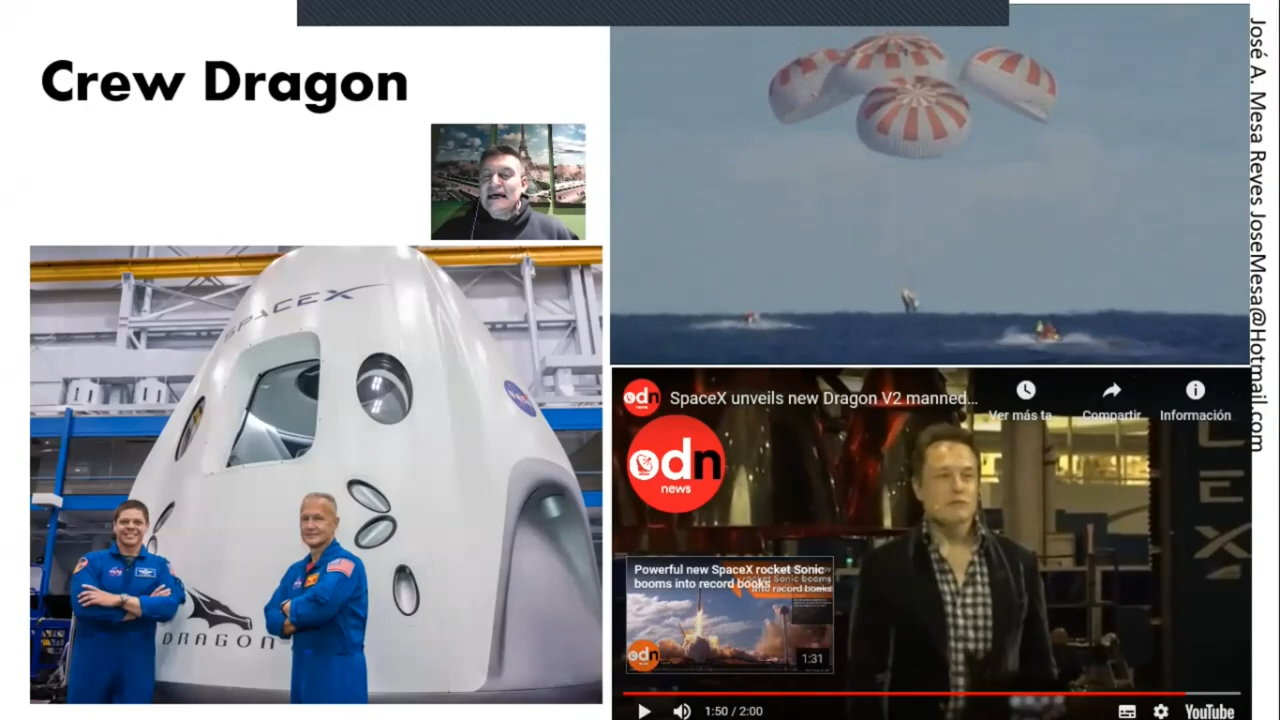 Crew Dragon
SPACEX
DRAGON
José A. Mesa Reyes JoseMesa@Hotmail.com
odn
SpaceX unveils new Dragon V2 manned...
Ver más ta...
Compartir
Información
odn
news
Powerful new SpaceX rocket Sonic
booms into record books
odn
1:31
1:50 / 2:00
YouTube